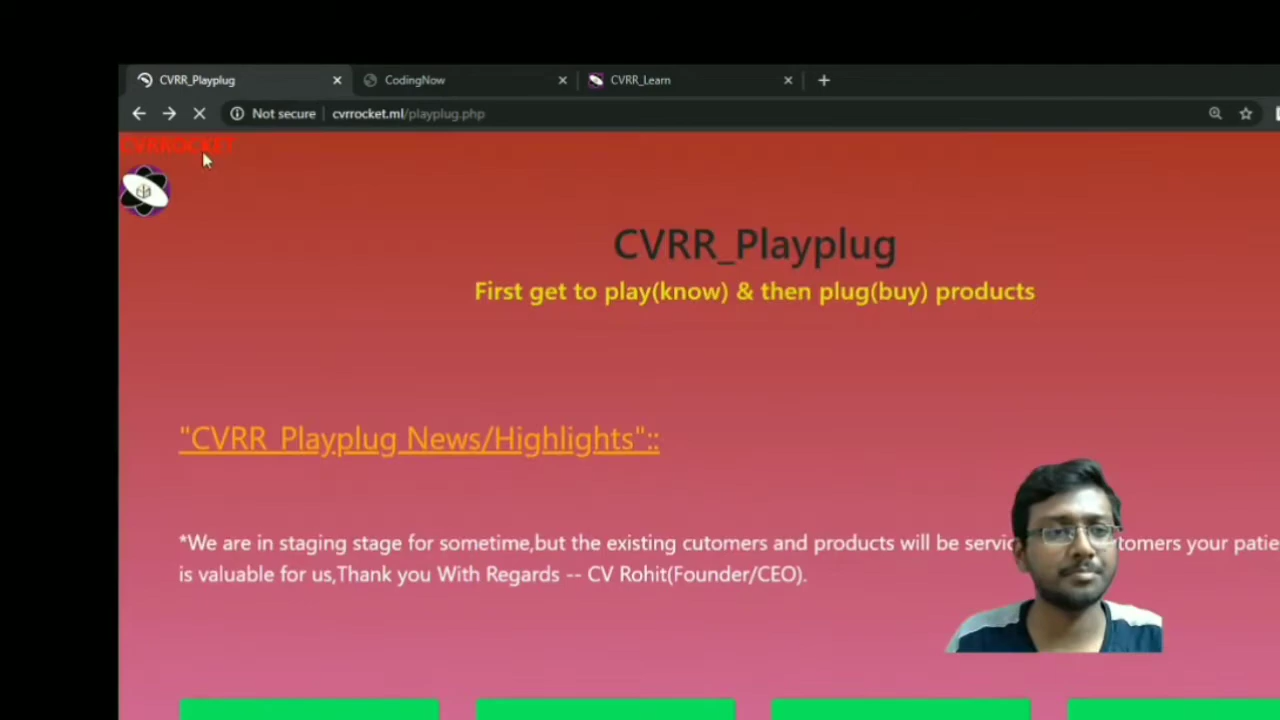 CVRR_Playplug
CodingNow
CVRR_Learn
Not secure
cvrrocket.ml/playplug.php
CVRROCKET
CVRR_Playplug
First get to play(know) & then plug(buy) products
"CVRR_Playplug News/Highlights"::
*We are in staging stage for sometime,but the existing cutomers and products will be servic tomers your patie
is valuable for us,Thank you With Regards -- CV Rohit(Founder/CEO).